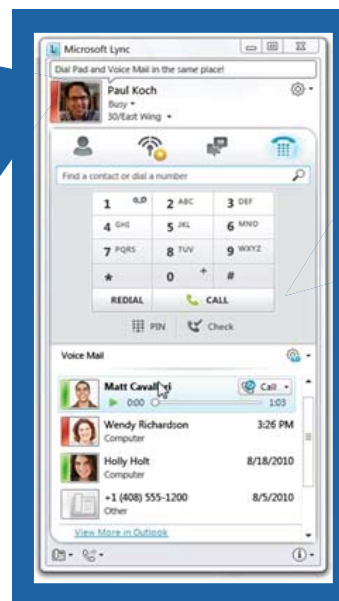 Microsoft Lync
Dial Pad and Voice Mail in the same place!
Paul Koch
Busy
30/East Wing
Find a contact or dial a number
1 2 ABC 3 DEF
4 GHI 5 JKL 6 MNO
7 PQRS 8 TUV 9 WXYZ
* 0 + #
REDIAL CALL
PIN Check
Voice Mail
Matt Call
0:00 1:03
Wendy Richardson 3:26 PM
Computer
Holly Holt 8/18/2010
Computer
+1 (408) 555-1200 8/5/2010
Other
View More in Outlook